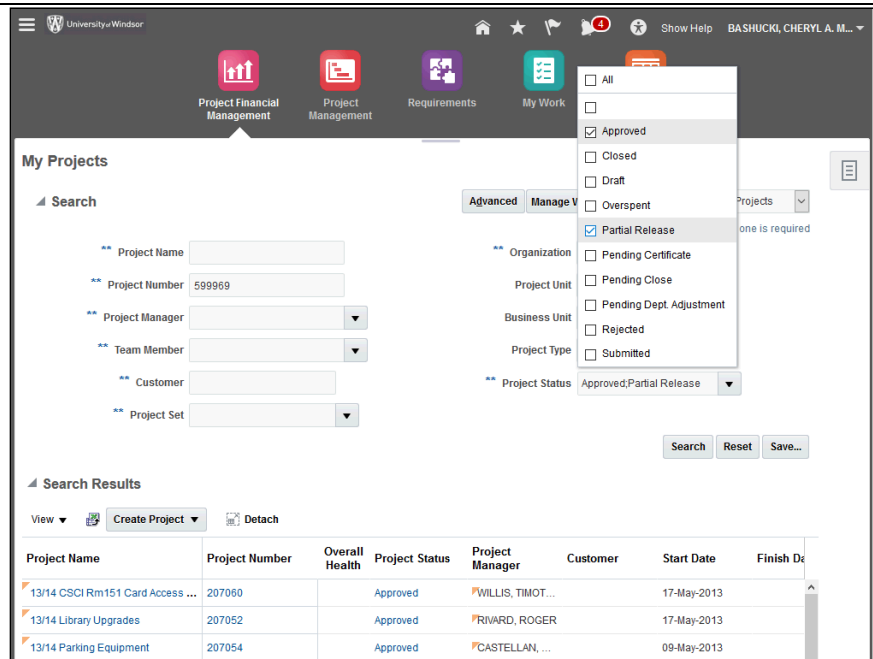 University of Windsor
4
Show Help
BASHUCKI, CHERYL A. M...
Project Financial Management
Project Management
Requirements
My Work
All
Approved
Closed
Draft
Overspent
Partial Release
Pending Certificate
Pending Close
Pending Dept. Adjustment
Rejected
Submitted
My Projects
Search
Advanced
Manage W
Projects
one is required
** Project Name
** Project Number 599969
** Project Manager
** Team Member
** Customer
** Project Set
** Organization
Project Unit
Business Unit
Project Type
** Project Status Approved;Partial Release
Search Reset Save...
Search Results
View Create Project Detach
Project Name Project Number Overall Health Project Status Project Manager Customer Start Date Finish Da
13/14 CSCI Rm151 Card Access ... 207060 Approved WILLIS, TIMOT... 17-May-2013
13/14 Library Upgrades 207052 Approved RIVARD, ROGER 17-May-2013
13/14 Parking Equipment 207054 Approved CASTELLAN, ... 09-May-2013